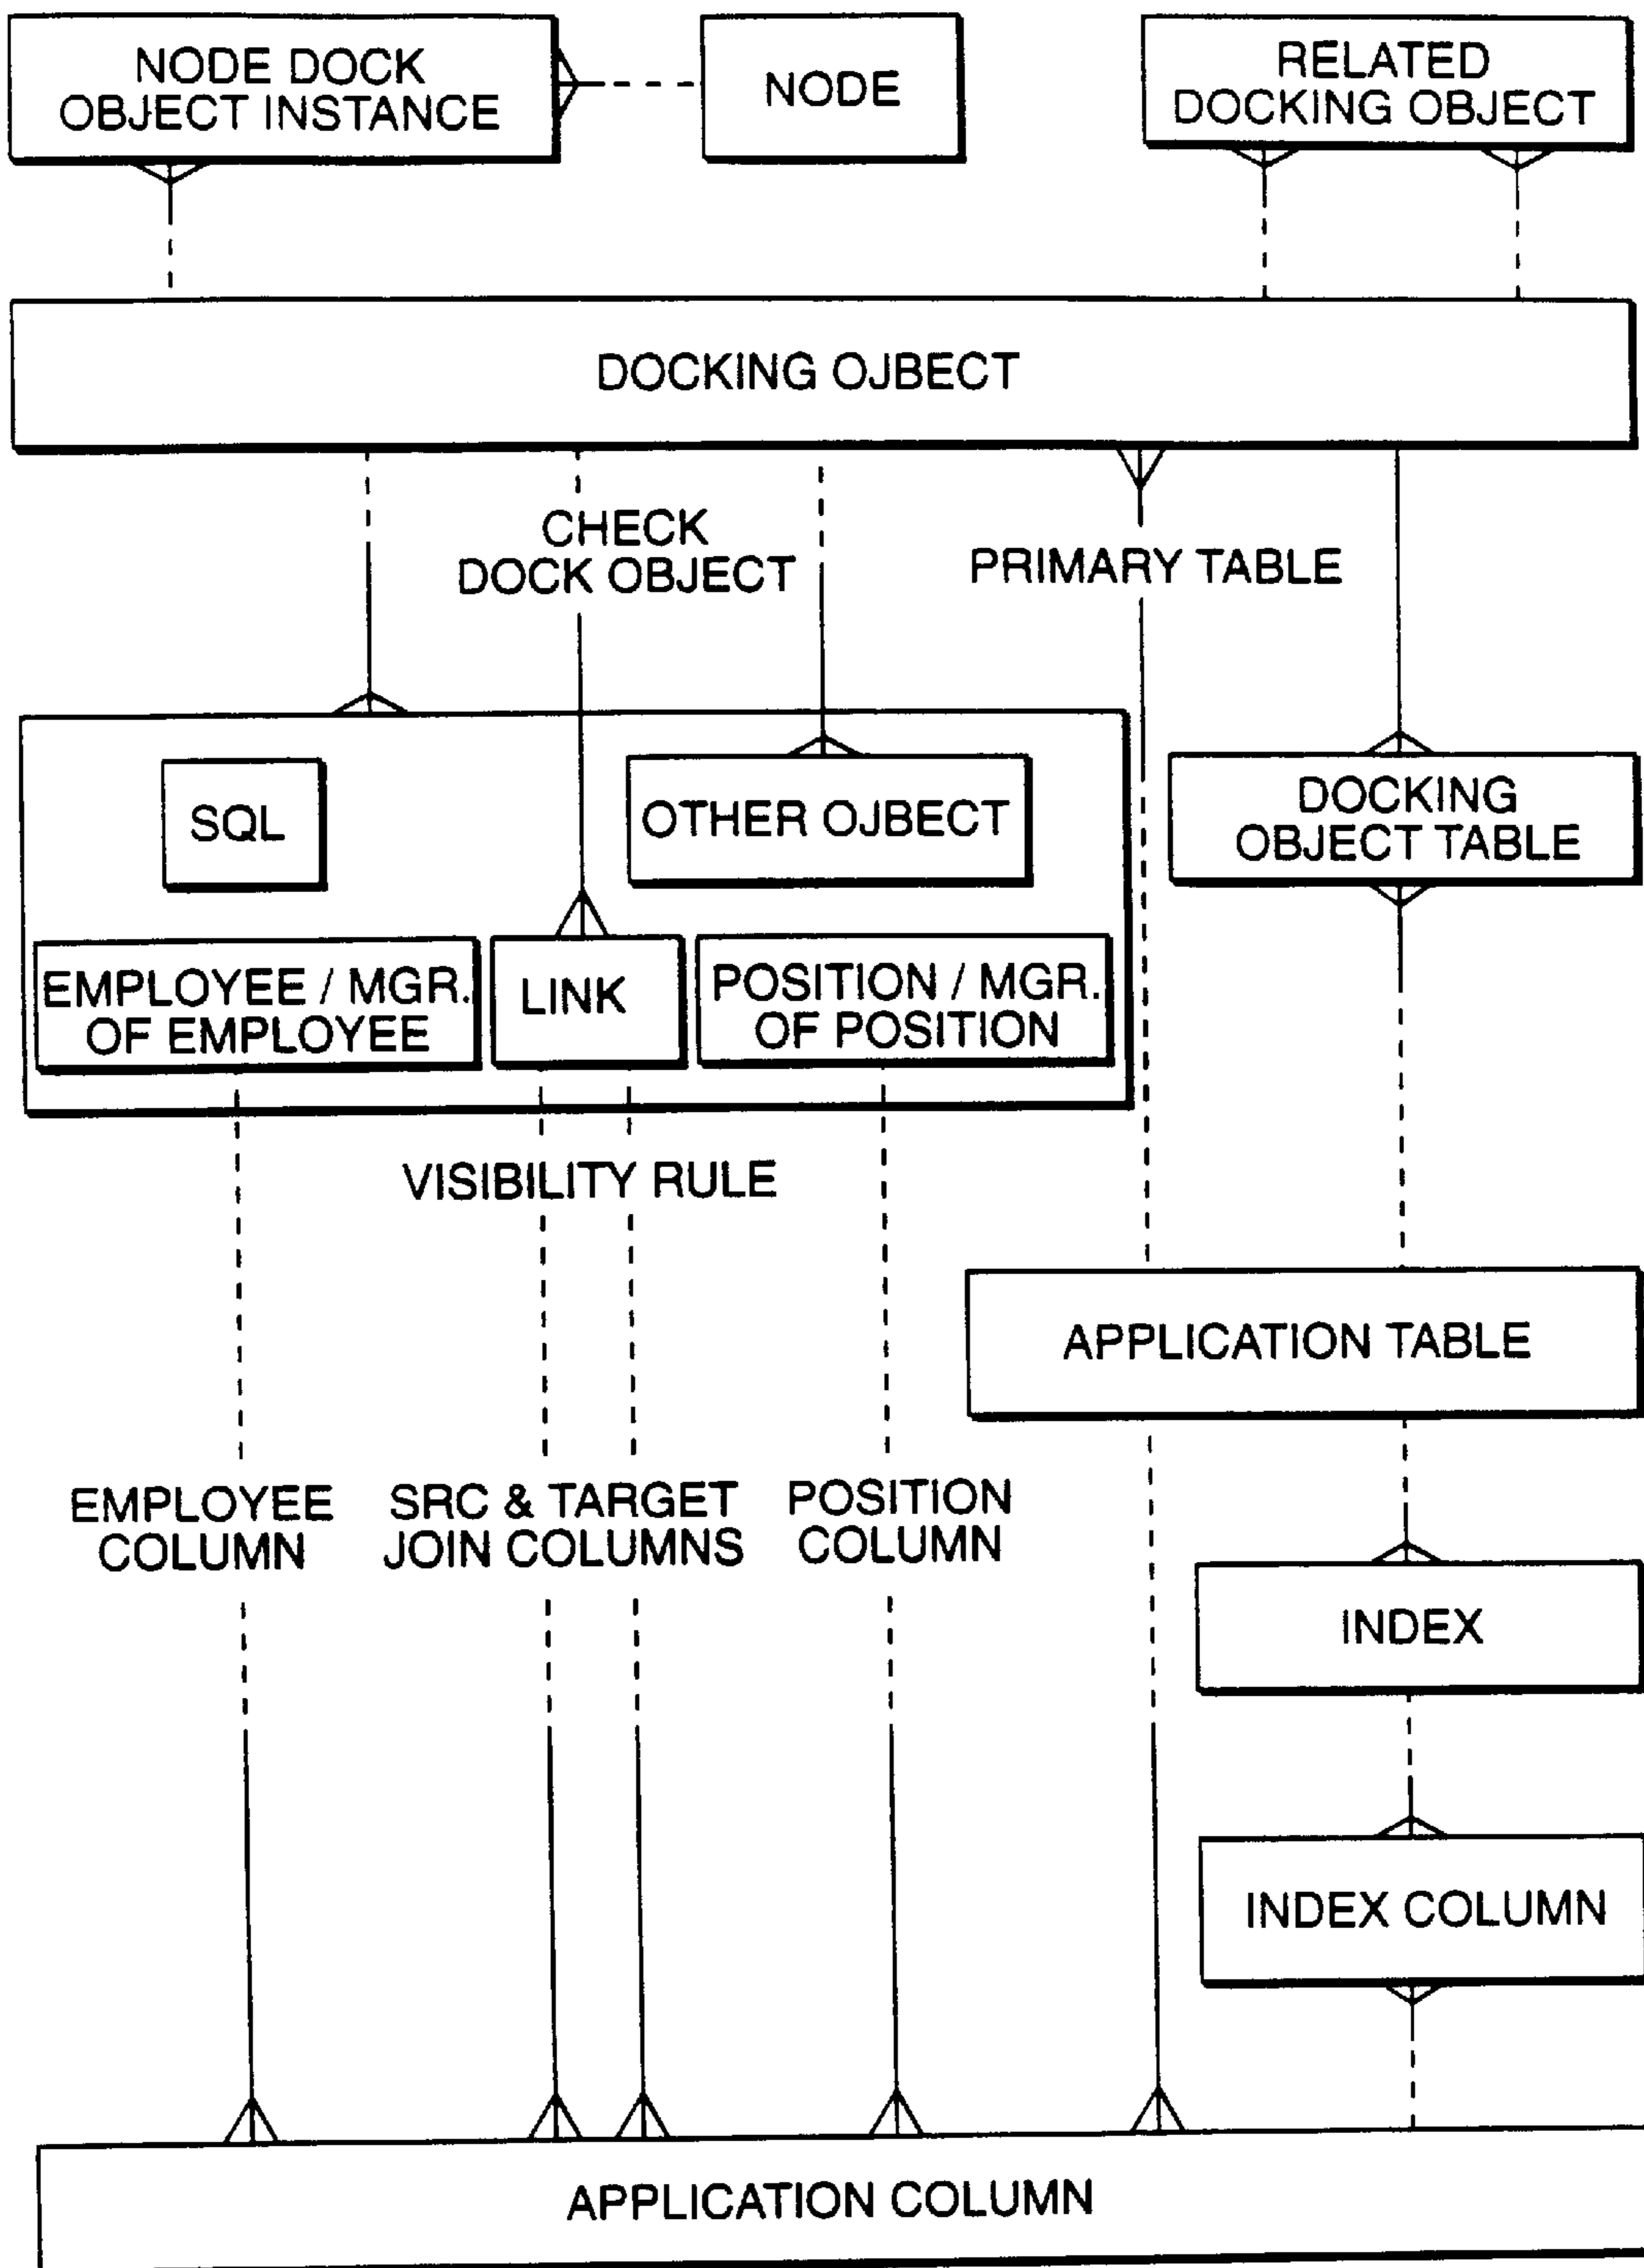 NODE DOCK
OBJECT INSTANCE
NODE
RELATED
DOCKING OBJECT
DOCKING OJBECT
CHECK
DOCK OBJECT
PRIMARY TABLE
SQL
OTHER OJBECT
DOCKING
OBJECT TABLE
EMPLOYEE / MGR.
OF EMPLOYEE
LINK
POSITION / MGR.
OF POSITION
VISIBILITY RULE
APPLICATION TABLE
EMPLOYEE
COLUMN
SRC & TARGET
JOIN COLUMNS
POSITION
COLUMN
INDEX
INDEX COLUMN
APPLICATION COLUMN